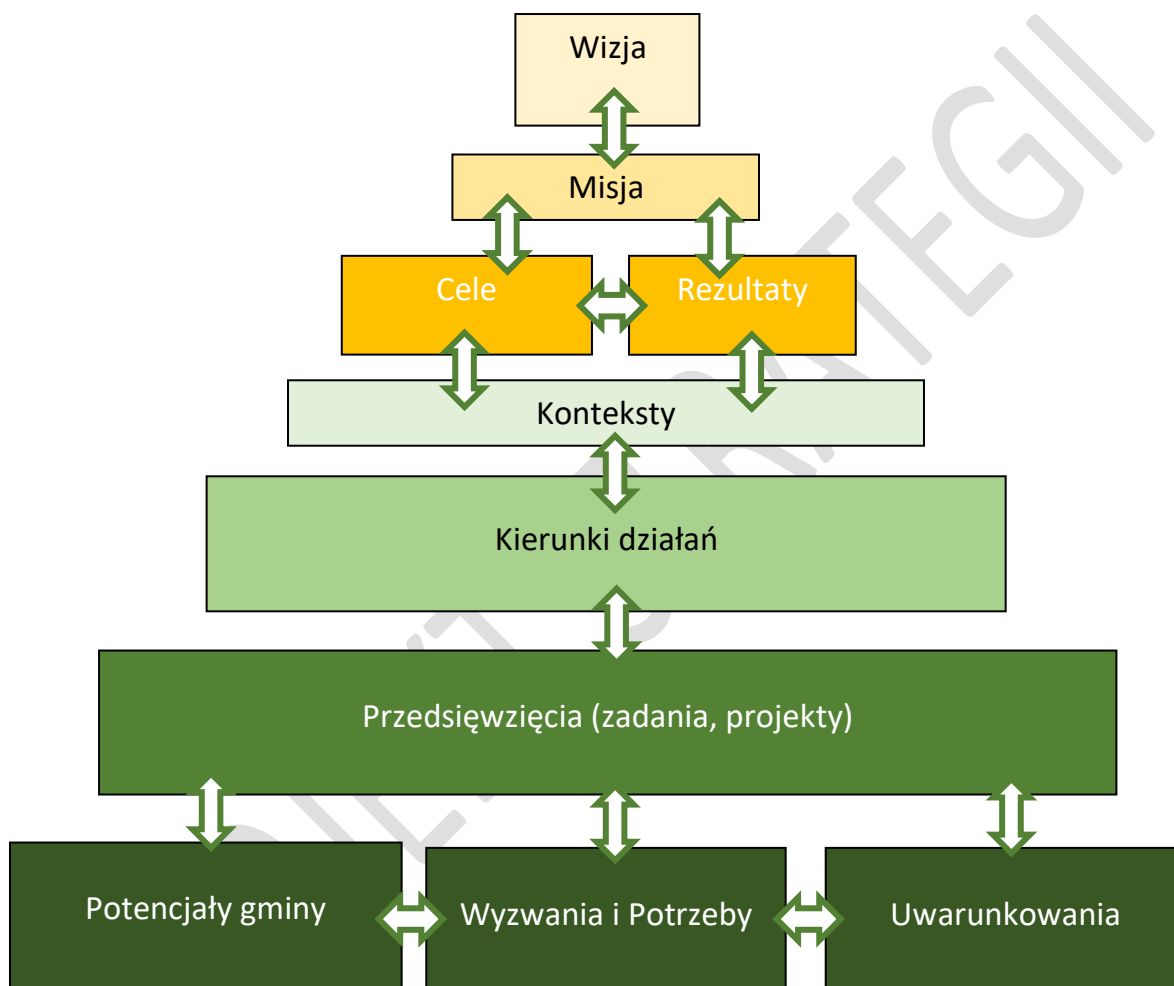 Wizja
Misja
Cele
Rezultaty
Konteksty
Kierunki działań
Przedsięwzięcia (zadania, projekty)
Potencjały gminy
Wyzwania i Potrzeby
Uwarunkowania